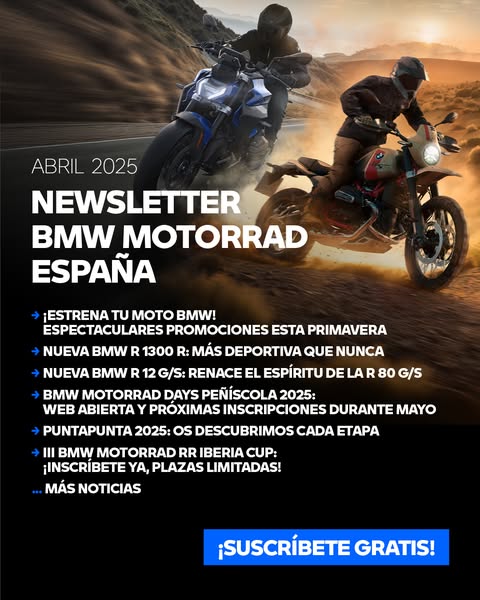 ABRIL 2025
NEWSLETTER
BMW MOTORRAD
ESPAÑA
→ ¡ESTRENA TU MOTO BMW!
ESPECTACULARES PROMOCIONES ESTA PRIMAVERA
→ NUEVA BMW R 1300 R: MÁS DEPORTIVA QUE NUNCA
→ NUEVA BMW R 12 G/S: RENACE EL ESPÍRITU DE LA R 80 G/S
→ BMW MOTORRAD DAYS PEÑÍSCOLA 2025:
WEB ABIERTA Y PRÓXIMAS INSCRIPCIONES DURANTE MAYO
→ PUNTAPUNTA 2025: OS DESCUBRIMOS CADA ETAPA
→ III BMW MOTORRAD RR IBERIA CUP:
¡INSCRÍBETE YA, PLAZAS LIMITADAS!
... MÁS NOTICIAS
¡SUSCRÍBETE GRATIS!